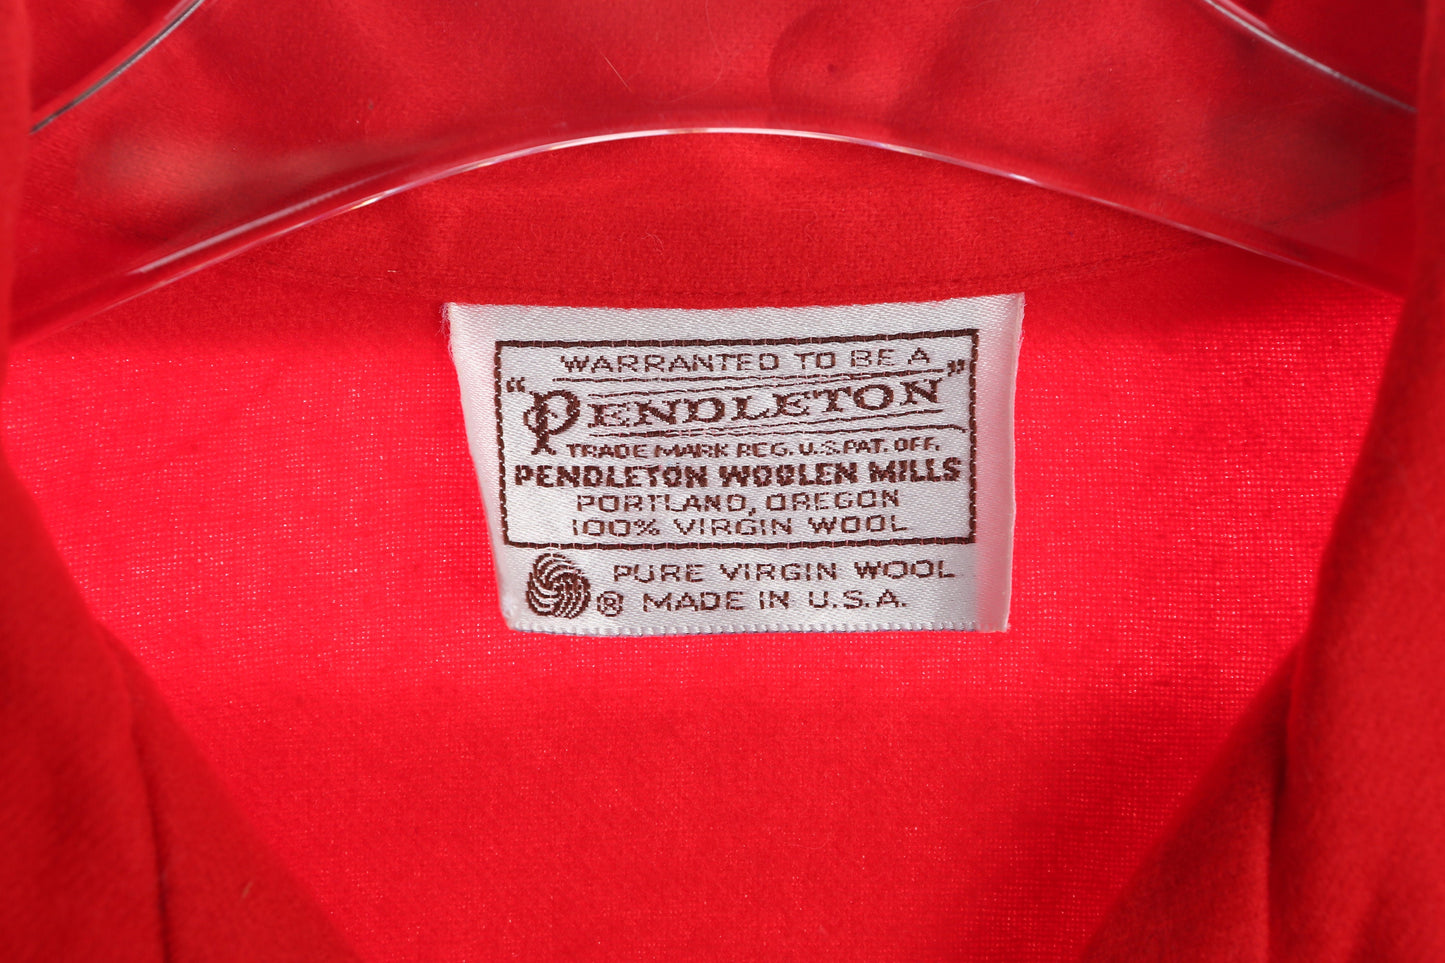 WARRANTED TO BE A
"PENDLETON"
TRADE MARK REG. U.S. PAT. OFF.
PENDLETON WOOLEN MILLS
PORTLAND, OREGON
100% VIRGIN WOOL
PURE VIRGIN WOOL
® MADE IN U.S.A.